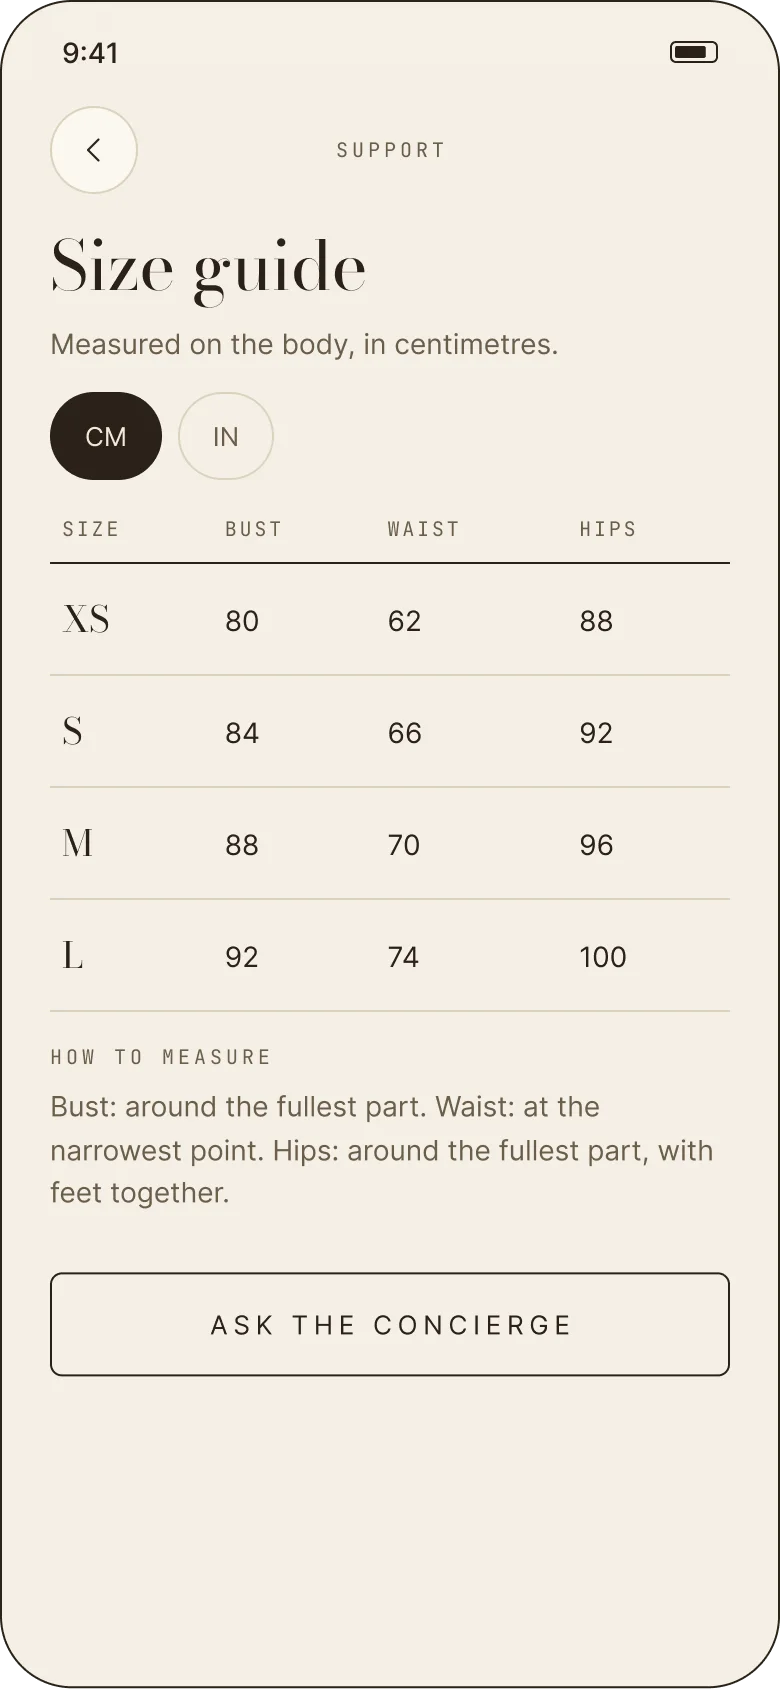 9:41
SUPPORT
Size guide
Measured on the body, in centimetres.
CM IN
SIZE BUST WAIST HIPS
XS 80 62 88
S 84 66 92
M 88 70 96
L 92 74 100
HOW TO MEASURE
Bust: around the fullest part. Waist: at the
narrowest point. Hips: around the fullest part, with
feet together.
ASK THE CONCIERGE